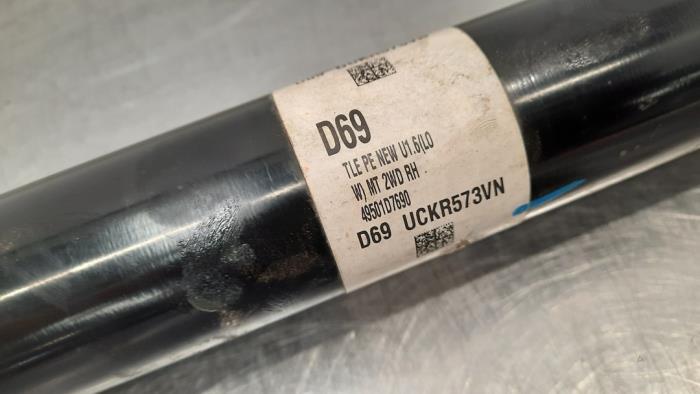 D69
TLE PE NEW U1.6(LO
W) MT 2WD RH
49501D7690
D69 UCKR573VN